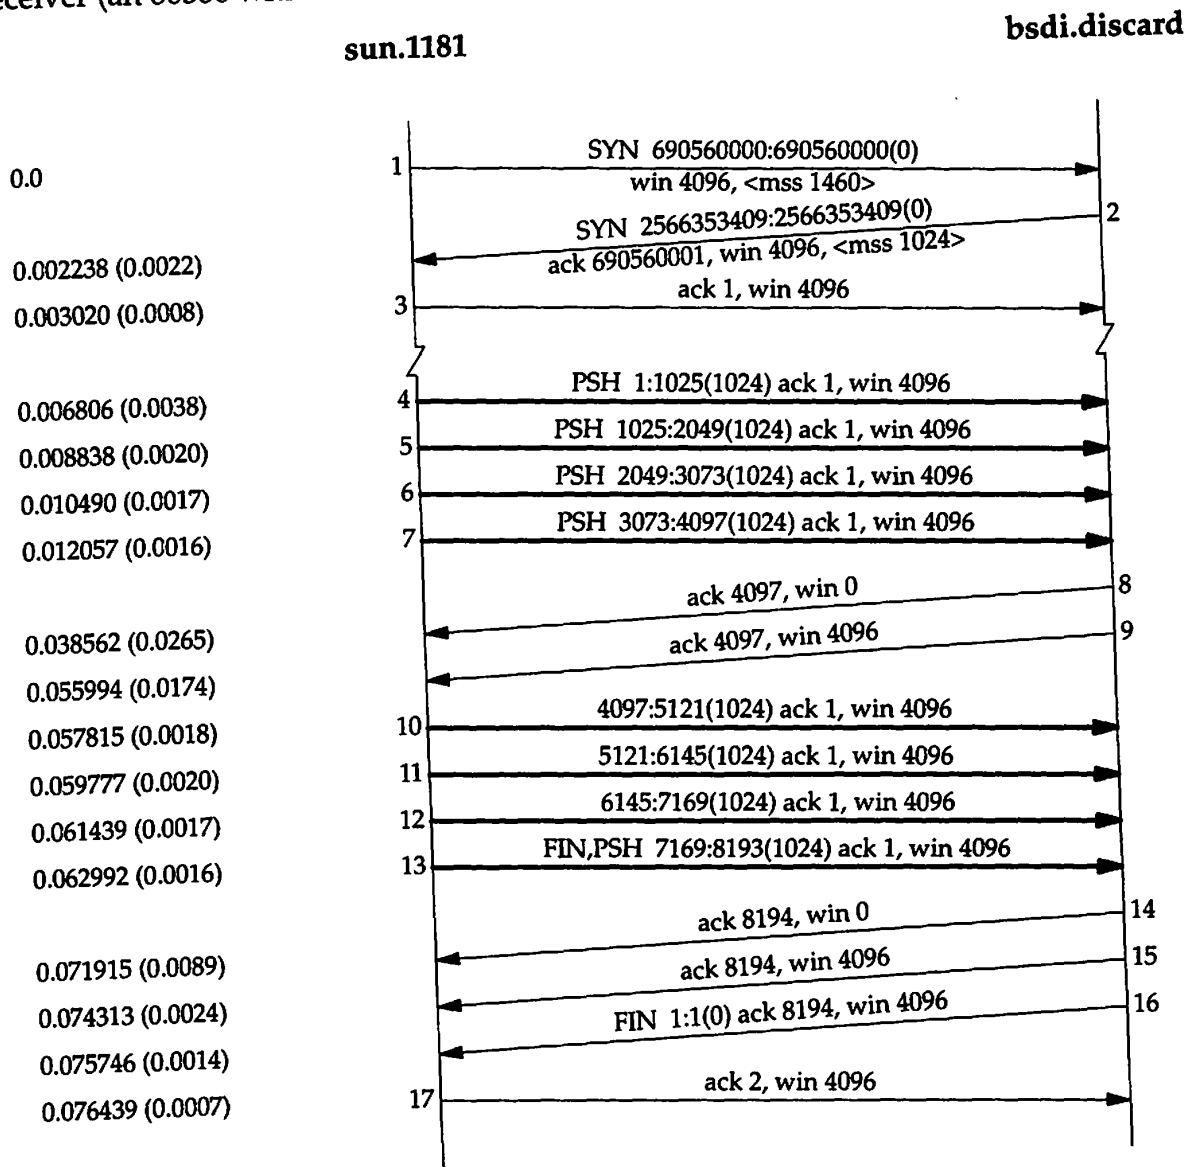 sun.1181
bsdi.discard
0.0
1
SYN 690560000:690560000(0)
win 4096, <mss 1460>
SYN 2566353409:2566353409(0)
2
0.002238 (0.0022)
ack 690560001, win 4096, <mss 1024>
0.003020 (0.0008)
3
ack 1, win 4096
0.006806 (0.0038)
4
PSH 1:1025(1024) ack 1, win 4096
0.008838 (0.0020)
5
PSH 1025:2049(1024) ack 1, win 4096
0.010490 (0.0017)
6
PSH 2049:3073(1024) ack 1, win 4096
0.012057 (0.0016)
7
PSH 3073:4097(1024) ack 1, win 4096
ack 4097, win 0
8
0.038562 (0.0265)
ack 4097, win 4096
9
0.055994 (0.0174)
0.057815 (0.0018)
10
4097:5121(1024) ack 1, win 4096
0.059777 (0.0020)
11
5121:6145(1024) ack 1, win 4096
0.061439 (0.0017)
12
6145:7169(1024) ack 1, win 4096
0.062992 (0.0016)
13
FIN,PSH 7169:8193(1024) ack 1, win 4096
ack 8194, win 0
14
0.071915 (0.0089)
ack 8194, win 4096
15
0.074313 (0.0024)
FIN 1:1(0) ack 8194, win 4096
16
0.075746 (0.0014)
0.076439 (0.0007)
17
ack 2, win 4096